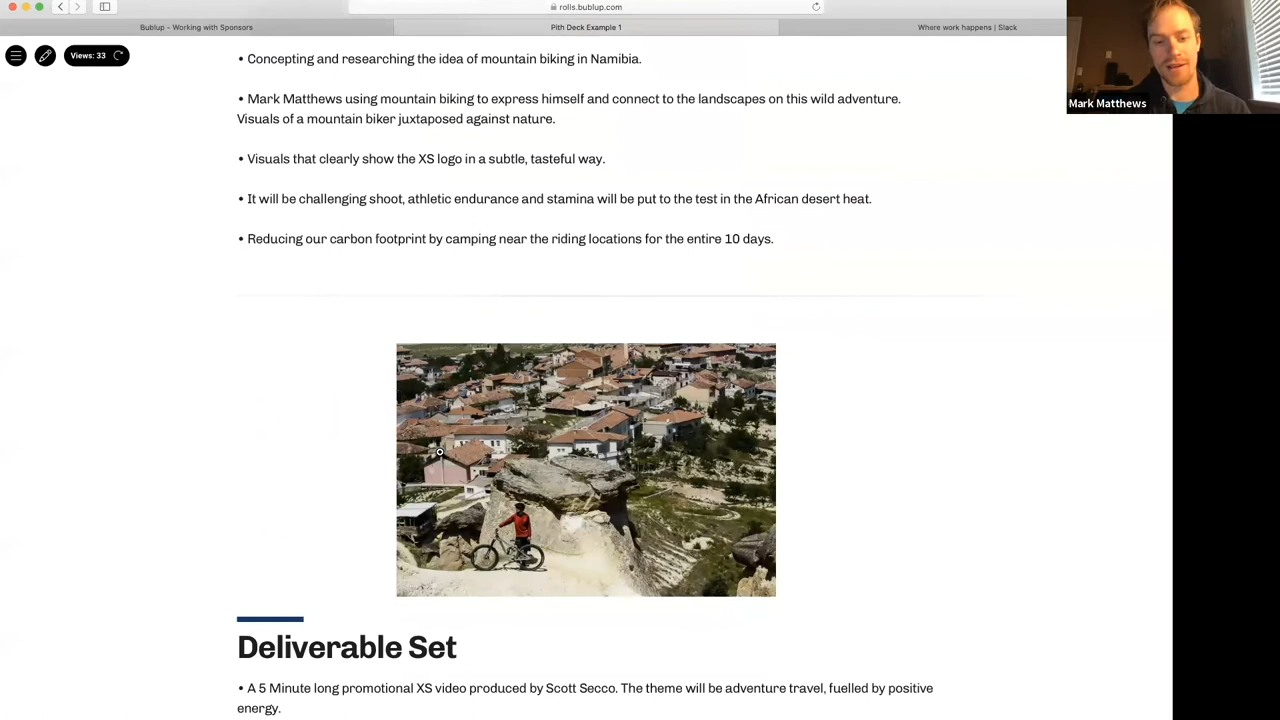 rolls.bublup.com
Bublup - Working with Sponsors
Pith Deck Example 1
Where work happens | Slack
Views: 33
Mark Matthews
• Concepting and researching the idea of mountain biking in Namibia.
• Mark Matthews using mountain biking to express himself and connect to the landscapes on this wild adventure.
Visuals of a mountain biker juxtaposed against nature.
• Visuals that clearly show the XS logo in a subtle, tasteful way.
• It will be challenging shoot, athletic endurance and stamina will be put to the test in the African desert heat.
• Reducing our carbon footprint by camping near the riding locations for the entire 10 days.
Deliverable Set
• A 5 Minute long promotional XS video produced by Scott Secco. The theme will be adventure travel, fuelled by positive
energy.